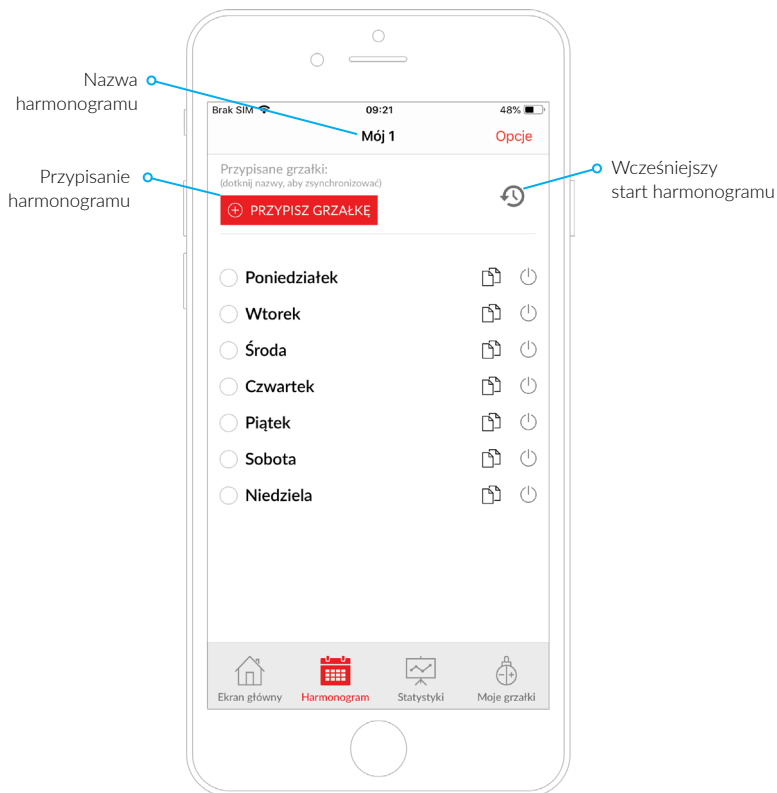 Nazwa
harmonogramu
Brak SIM 09:21 48%
Mój 1 Opcje
Przypisanie
harmonogramu
Przypisane grzałki:
(dotknij nazwy, aby zsynchronizować)
PRZYPISZ GRZAŁKĘ
Wcześniejszy
start harmonogramu
Poniedziałek
Wtorek
Środa
Czwartek
Piątek
Sobota
Niedziela
Ekran główny Harmonogram Statystyki Moje grzałki